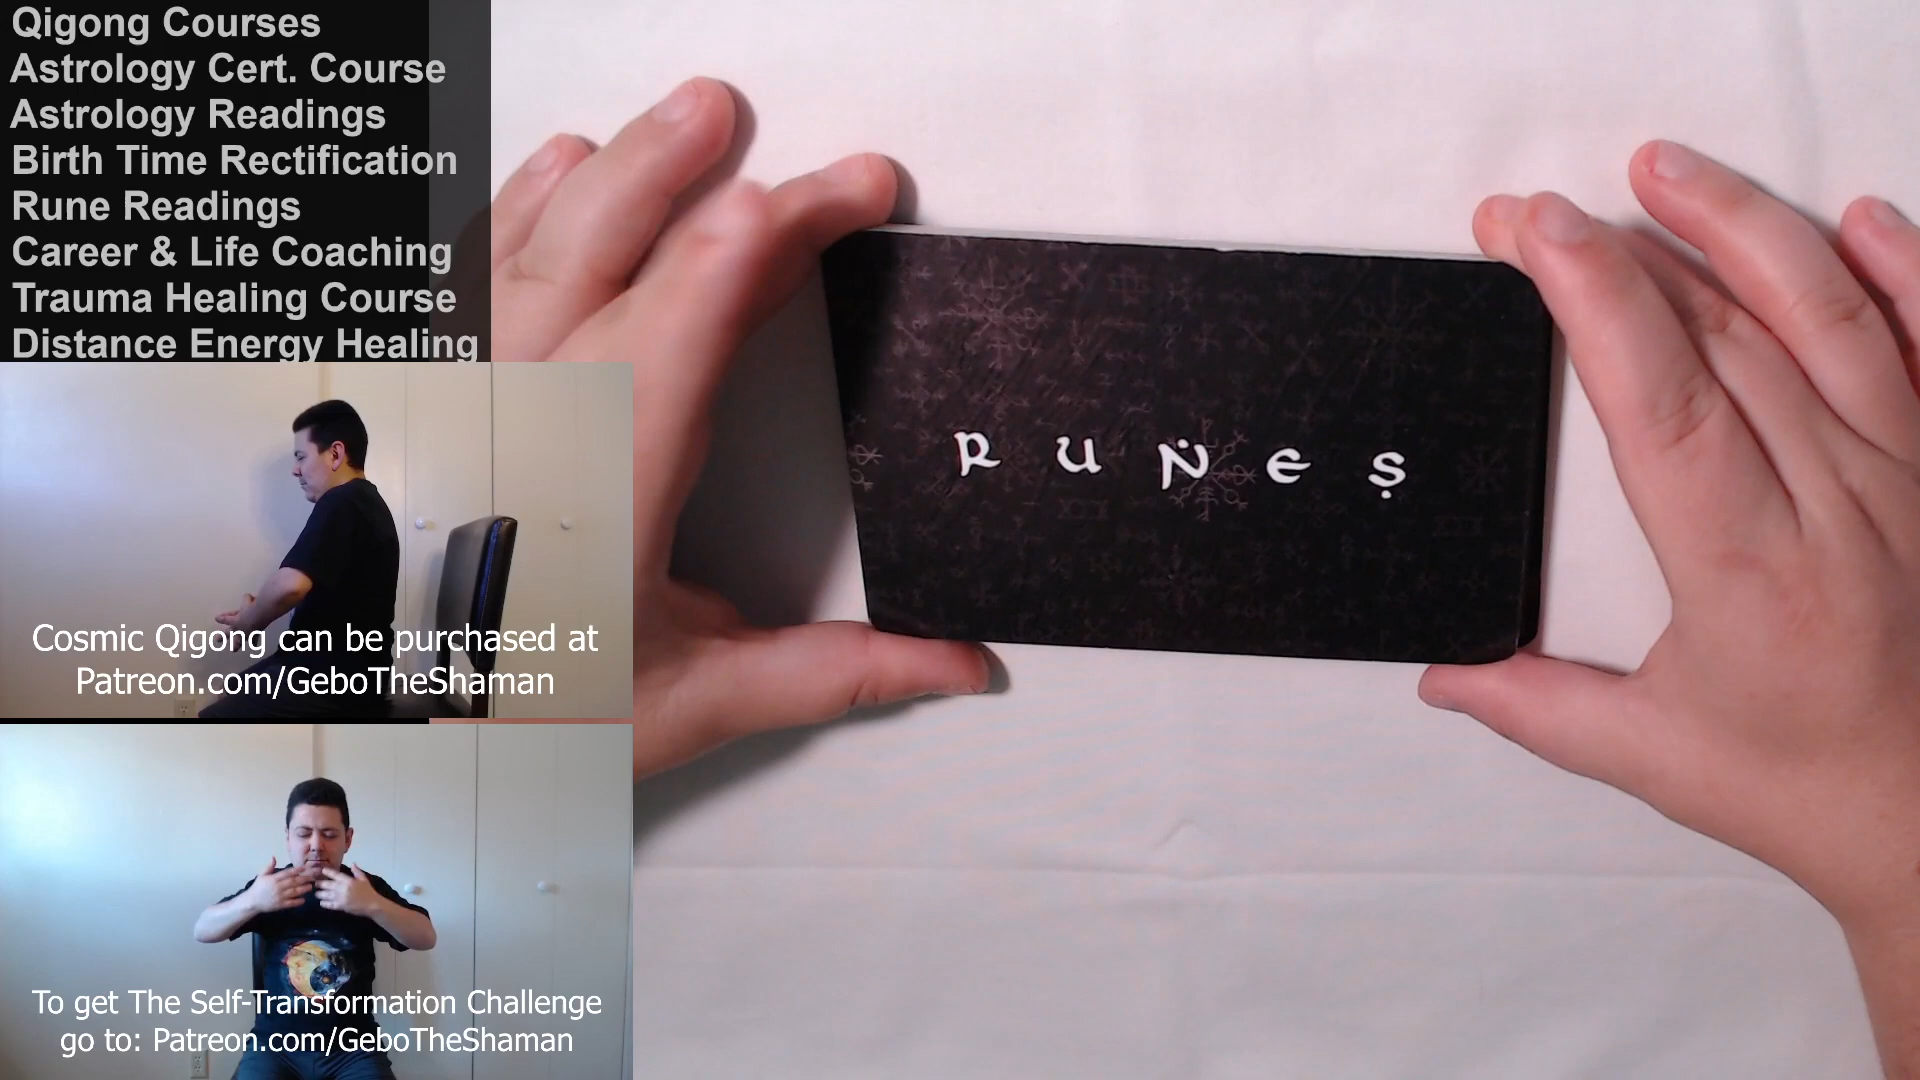 Qigong Courses
Astrology Cert. Course
Astrology Readings
Birth Time Rectification
Rune Readings
Career & Life Coaching
Trauma Healing Course
Distance Energy Healing
Cosmic Qigong can be purchased at
Patreon.com/GeboTheShaman
To get The Self-Transformation Challenge
go to: Patreon.com/GeboTheShaman
RUNES